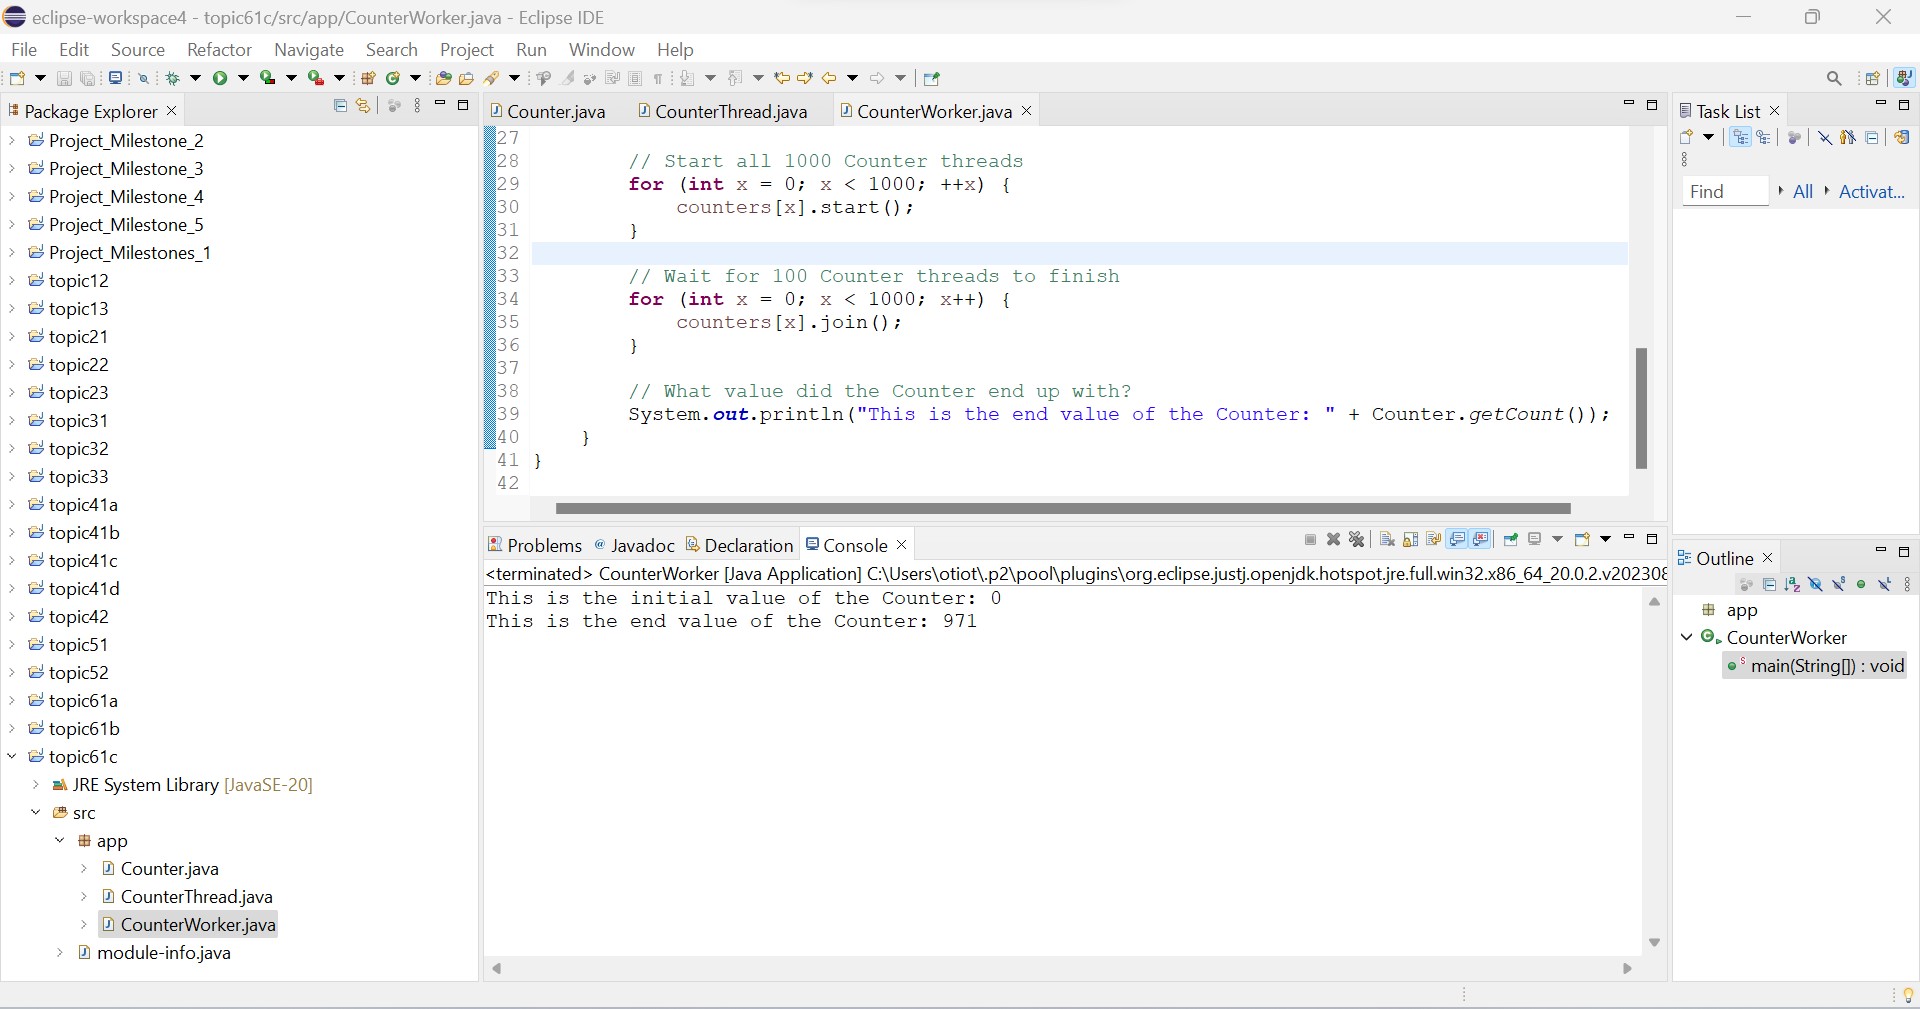 eclipse-workspace4 - topic61c/src/app/CounterWorker.java - Eclipse IDE
File Edit Source Refactor Navigate Search Project Run Window Help
Package Explorer
Project_Milestone_2
Project_Milestone_3
Project_Milestone_4
Project_Milestone_5
Project_Milestones_1
topic12
topic13
topic21
topic22
topic23
topic31
topic32
topic33
topic41a
topic41b
topic41c
topic41d
topic42
topic51
topic52
topic61a
topic61b
topic61c
JRE System Library [JavaSE-20]
src
app
Counter.java
CounterThread.java
CounterWorker.java
module-info.java
Counter.java CounterThread.java CounterWorker.java
27
28 // Start all 1000 Counter threads
29 for (int x = 0; x < 1000; ++x) {
30 counters[x].start();
31 }
32
33 // Wait for 100 Counter threads to finish
34 for (int x = 0; x < 1000; x++) {
35 counters[x].join();
36 }
37
38 // What value did the Counter end up with?
39 System.out.println("This is the end value of the Counter: " + Counter.getCount());
40 }
41 }
42
Problems @ Javadoc Declaration Console
<terminated> CounterWorker [Java Application] C:\Users\otiot\.p2\pool\plugins\org.eclipse.justj.openjdk.hotspot.jre.full.win32.x86_64_20.0.2.v202308
This is the initial value of the Counter: 0
This is the end value of the Counter: 971
Task List
Find All Activat...
Outline
app
CounterWorker
main(String[]) : void